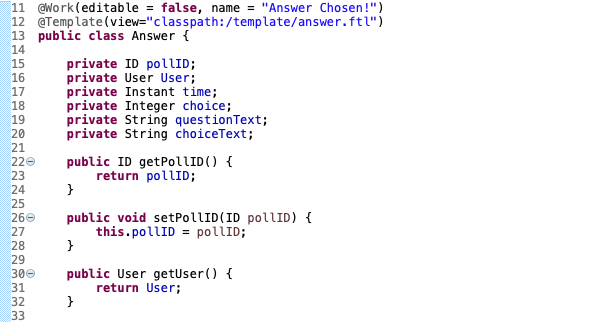 11 @Work(editable = false, name = "Answer Chosen!")
12 @Template(view="classpath:/template/answer.ftl")
13 public class Answer {
14
15     private ID pollID;
16     private User User;
17     private Instant time;
18     private Integer choice;
19     private String questionText;
20     private String choiceText;
21
22     public ID getPollID() {
23         return pollID;
24     }
25
26     public void setPollID(ID pollID) {
27         this.pollID = pollID;
28     }
29
30     public User getUser() {
31         return User;
32     }
33